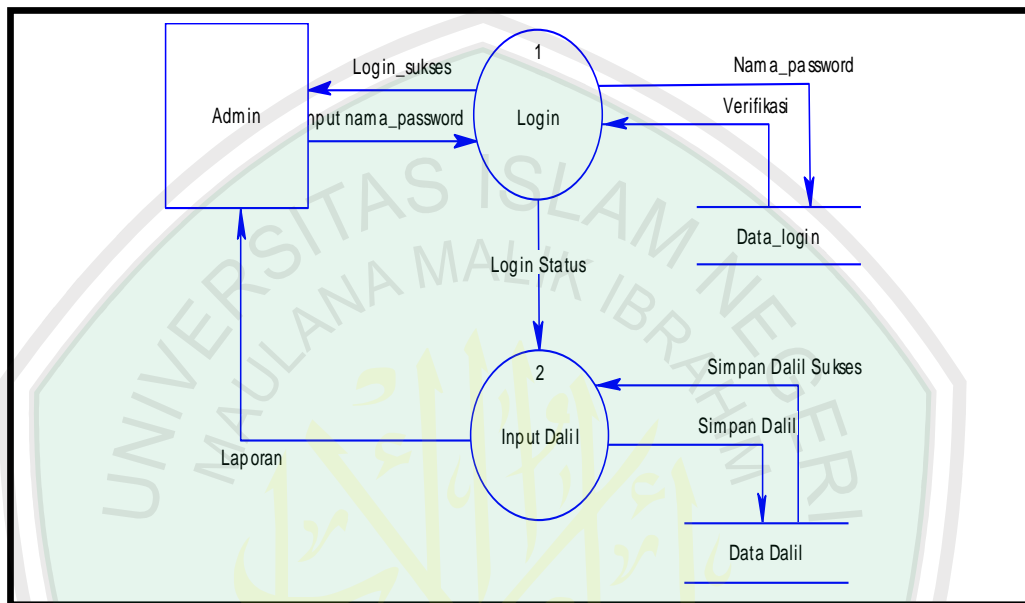 1
Login_sukses
Nama_password
Verifikasi
Admin
nput nama_password
Login
Data_login
Login Status
2
Simpan Dalil Sukses
Simpan Dalil
Input Dalil
Laporan
Data Dalil
UNIVERSITAS ISLAM NEGERI
MAULANA MALIK IBRAHIM